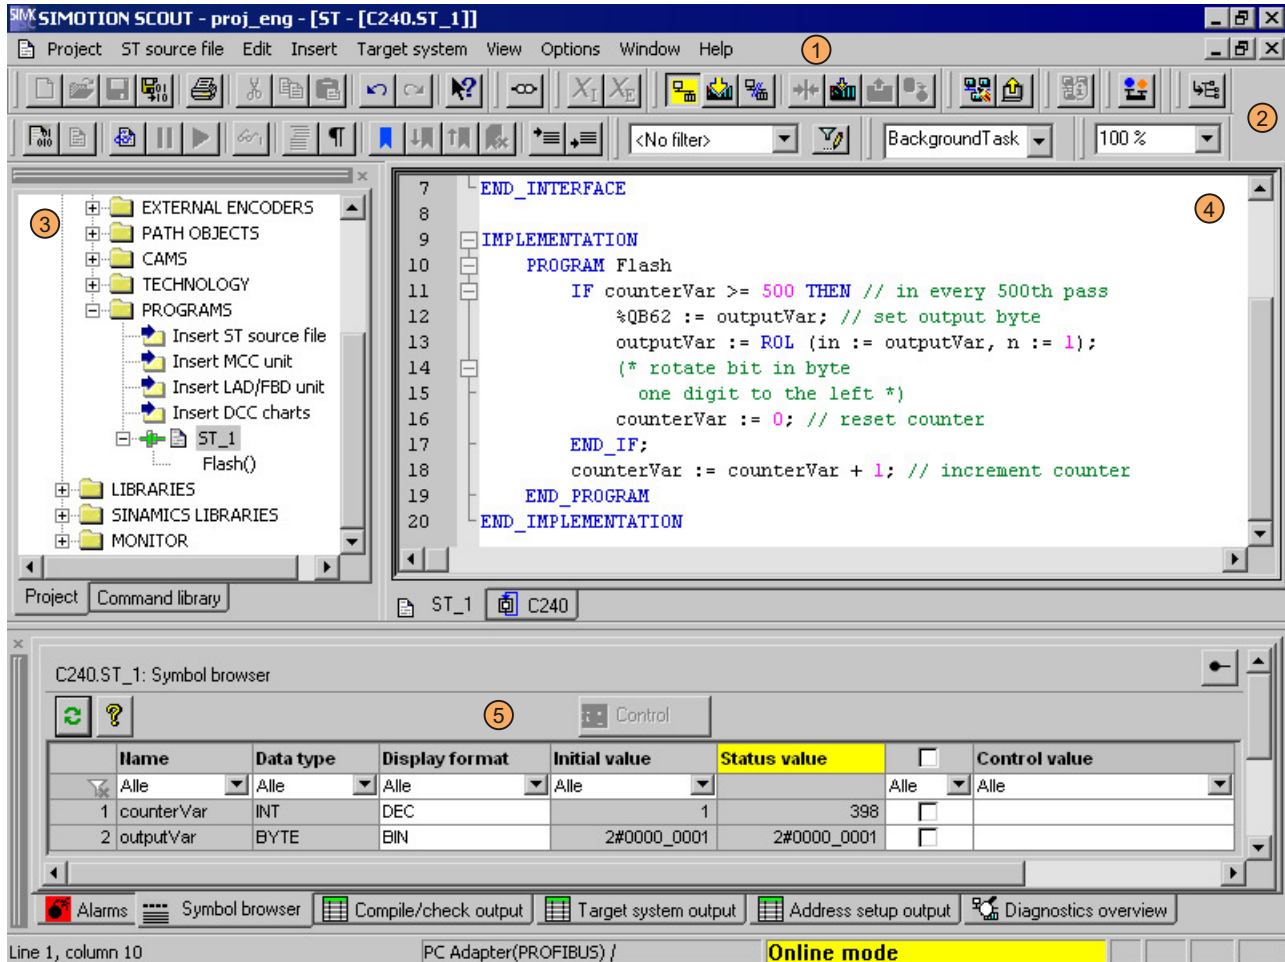 SIMOTION SCOUT - proj_eng - [ST - [C240.ST_1]]
Project ST source file Edit Insert Target system View Options Window Help
1
2
<No filter>
BackgroundTask
100 %
3
EXTERNAL ENCODERS
PATH OBJECTS
CAMS
TECHNOLOGY
PROGRAMS
Insert ST source file
Insert MCC unit
Insert LAD/FBD unit
Insert DCC charts
ST_1
Flash()
LIBRARIES
SINAMICS LIBRARIES
MONITOR
Project Command library
4
7 END_INTERFACE
8
9 IMPLEMENTATION
10 PROGRAM Flash
11 IF counterVar >= 500 THEN // in every 500th pass
12 %QB62 := outputVar; // set output byte
13 outputVar := ROL (in := outputVar, n := 1);
14 (* rotate bit in byte
15 one digit to the left *)
16 counterVar := 0; // reset counter
17 END_IF;
18 counterVar := counterVar + 1; // increment counter
19 END_PROGRAM
20 END_IMPLEMENTATION
ST_1 C240
C240.ST_1: Symbol browser
5
Control
Name Data type Display format Initial value Status value Control value
Alle Alle Alle Alle Alle Alle
1 counterVar INT DEC 1 398
2 outputVar BYTE BIN 2#0000_0001 2#0000_0001
Alarms Symbol browser Compile/check output Target system output Address setup output Diagnostics overview
Line 1, column 10 PC Adapter(PROFIBUS) / Online mode